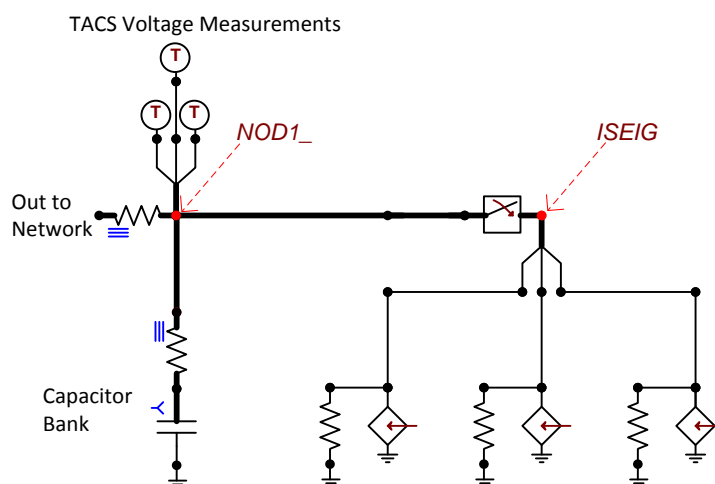 TACS Voltage Measurements
T
T
T
NOD1_
ISEIG
Out to
Network
Capacitor
Bank